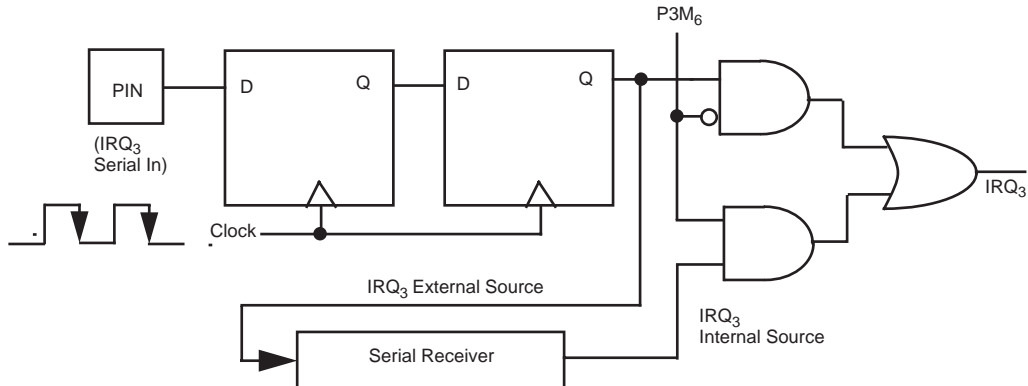 P3M6
PIN
D
Q
D
Q
(IRQ3
Serial In)
IRQ3
Clock
IRQ3 External Source
IRQ3
Internal Source
Serial Receiver